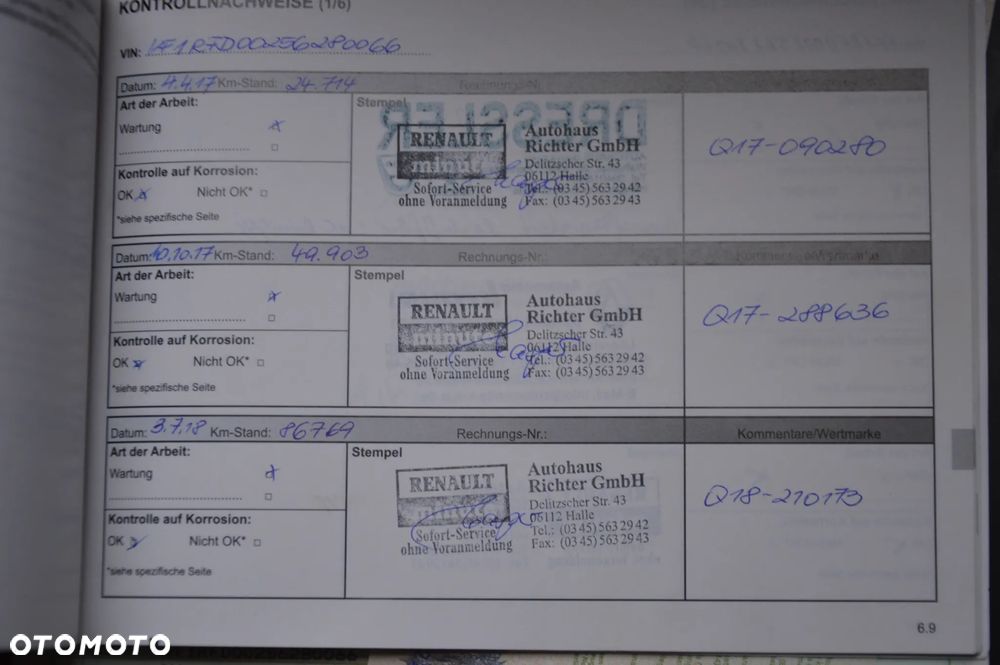 KONTROLLNACHWEISE (1/6)
VIN: VF1RFD00256280066
Datum: 4.4.17 Km-Stand: 24.714 Rechnungs-Nr.
Art der Arbeit:
Wartung
Kontrolle auf Korrosion:
OK Nicht OK*
*siehe spezifische Seite
Stempel
DRESSLER
RENAULT
minute
Sofort-Service
ohne Voranmeldung
Autohaus
Richter GmbH
Delitzscher Str. 43
06112 Halle
Tel.: (03 45) 563 29 42
Fax: (03 45) 563 29 43
Q17-090280
Datum: 10.10.17 Km-Stand: 49.903 Rechnungs-Nr.: Kommentare/Wertmarke
Art der Arbeit:
Wartung
Kontrolle auf Korrosion:
OK Nicht OK*
*siehe spezifische Seite
Stempel
RENAULT
minute
Sofort-Service
ohne Voranmeldung
Autohaus
Richter GmbH
Delitzscher Str. 43
06112 Halle
Tel.: (03 45) 563 29 42
Fax: (03 45) 563 29 43
Q17-288636
Datum: 3.7.18 Km-Stand: 86769 Rechnungs-Nr.: Kommentare/Wertmarke
Art der Arbeit:
Wartung
Kontrolle auf Korrosion:
OK Nicht OK*
*siehe spezifische Seite
Stempel
RENAULT
Sofort-Service
ohne Voranmeldung
Autohaus
Richter GmbH
Delitzscher Str. 43
06112 Halle
Tel.: (03 45) 563 29 42
Fax: (03 45) 563 29 43
Q18-210173
6.9
OTOMOTO